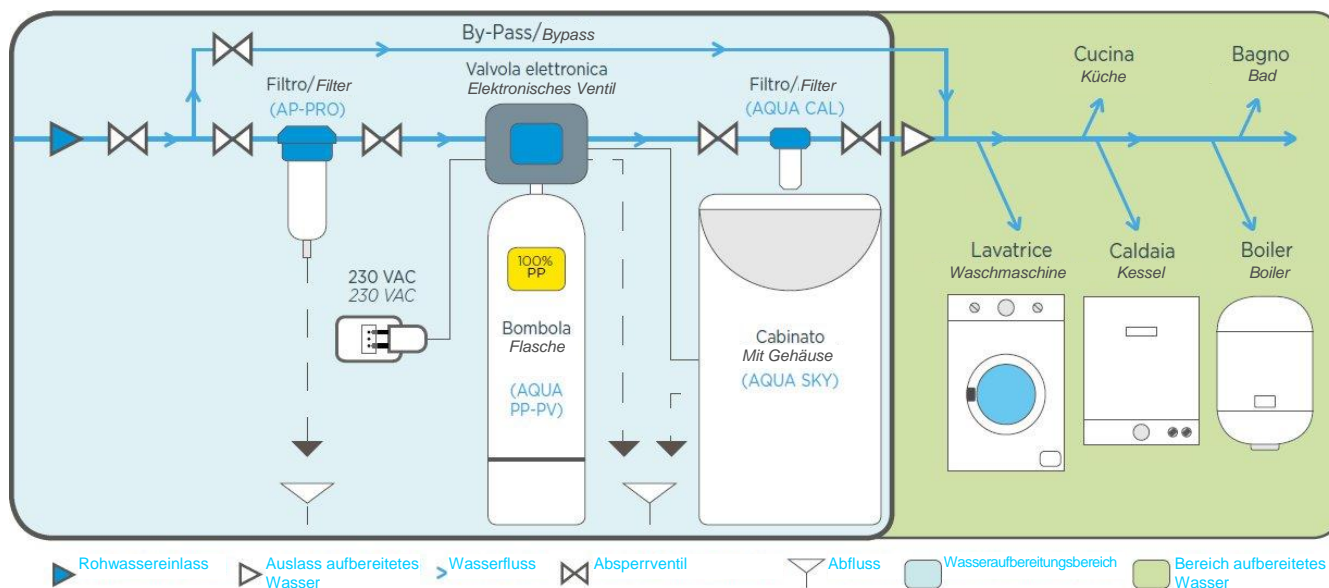 By-Pass/Bypass
Filtro/Filter
(AP-PRO)
Valvola elettronica
Elektronisches Ventil
Filtro/Filter
(AQUA CAL)
Cucina
Küche
Bagno
Bad
230 VAC
230 VAC
100%
PP
Bombola
Flasche
(AQUA
PP-PV)
Cabinato
Mit Gehäuse
(AQUA SKY)
Lavatrice
Waschmaschine
Caldaia
Kessel
Boiler
Boiler
Rohwassereinlass
Auslass aufbereitetes
Wasser
Wasserfluss
Absperrventil
Abfluss
Wasseraufbereitungsbereich
Bereich aufbereitetes
Wasser